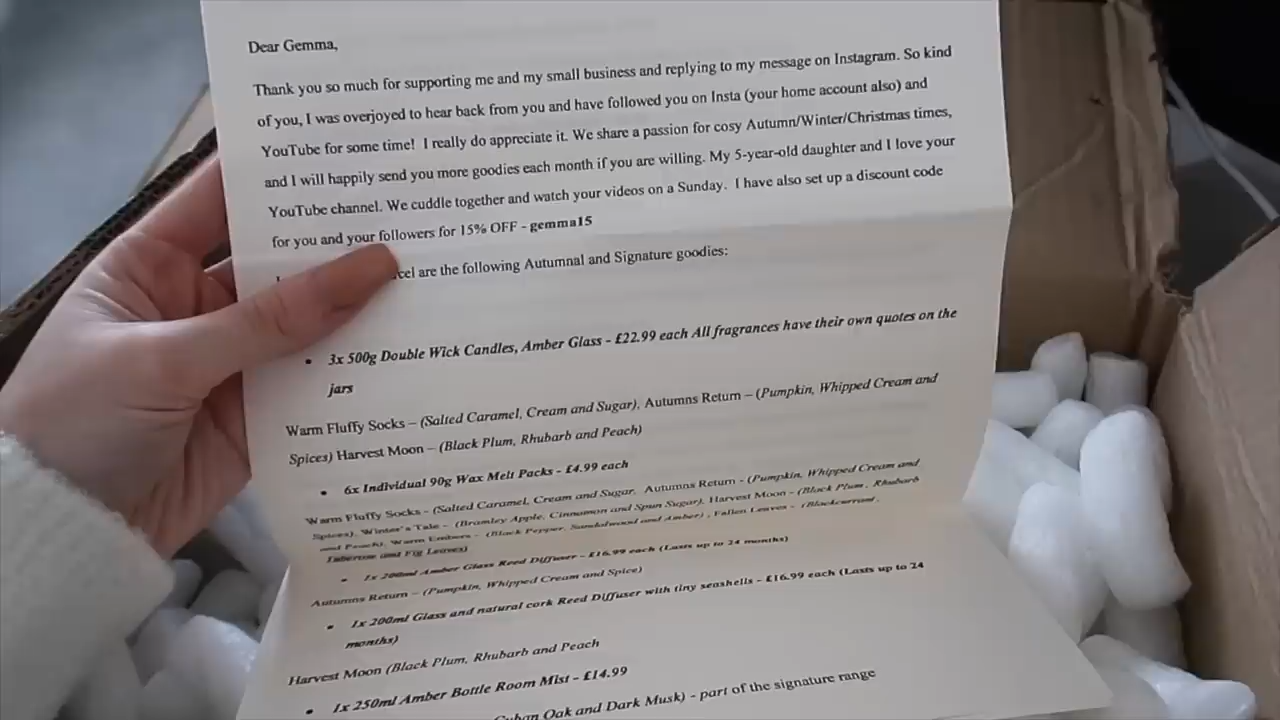 Dear Gemma,
Thank you so much for supporting me and my small business and replying to my message on Instagram. So kind
of you, I was overjoyed to hear back from you and have followed you on Insta (your home account also) and
YouTube for some time! I really do appreciate it. We share a passion for cosy Autumn/Winter/Christmas times,
and I will happily send you more goodies each month if you are willing. My 5-year-old daughter and I love your
YouTube channel. We cuddle together and watch your videos on a Sunday. I have also set up a discount code
for you and your followers for 15% OFF - gemma15
are the following Autumnal and Signature goodies:
• 3x 500g Double Wick Candles, Amber Glass - £22.99 each All fragrances have their own quotes on the
jars
Warm Fluffy Socks – (Salted Caramel, Cream and Sugar), Autumns Return – (Pumpkin, Whipped Cream and
Spices) Harvest Moon – (Black Plum, Rhubarb and Peach)
• 6x Individual 90g Wax Melt Packs - £4.99 each
Warm Fluffy Socks - (Salted Caramel, Cream and Sugar, Autumns Return - (Pumpkin, Whipped Cream and
Spices), Winter's Tale - (Bramley Apple, Cinnamon and Spun Sugar), Harvest Moon - (Black Plum, Rhubarb
and Peach), Warm Embers - (Black Pepper, Sandalwood and Amber) , Fallen Leaves - (Blackcurrant,
Tuberose and Fig Leaves)
• 1x 200ml Amber Glass Reed Diffuser - £16.99 each (Lasts up to 24 months)
Autumns Return – (Pumpkin, Whipped Cream and Spice)
• 1x 200ml Glass and natural cork Reed Diffuser with tiny seashells - £16.99 each (Lasts up to 24
months)
Harvest Moon (Black Plum, Rhubarb and Peach
• 1x 250ml Amber Bottle Room Mist - £14.99
Cuban Oak and Dark Musk) - part of the signature range